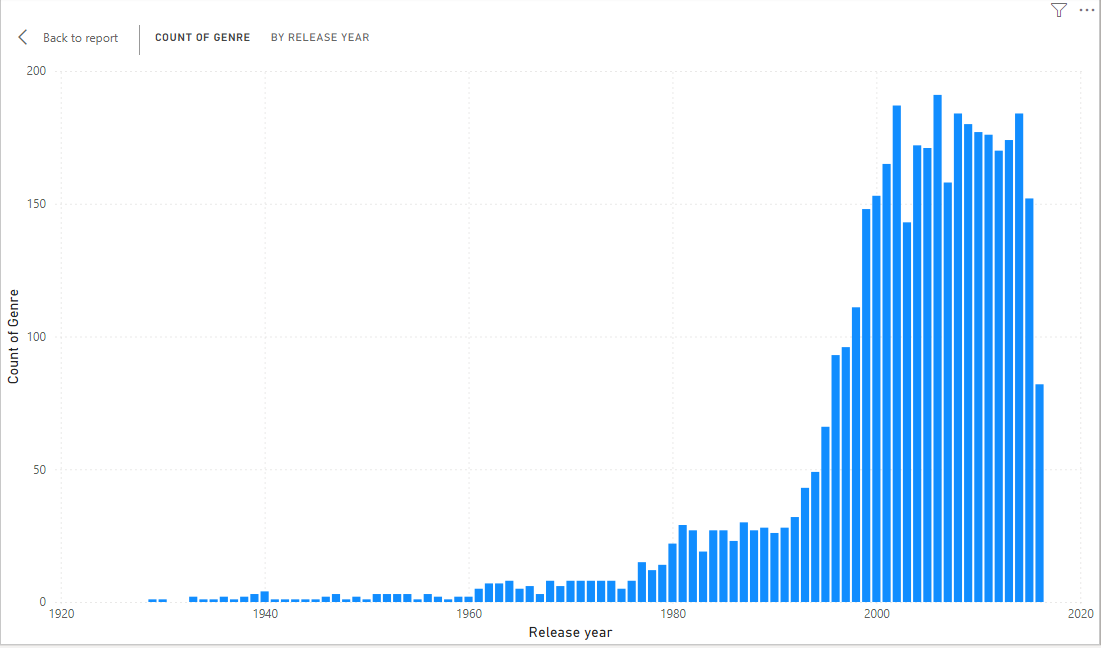 Back to report
COUNT OF GENRE
BY RELEASE YEAR
200
150
100
50
0
Count of Genre
1920
1940
1960
1980
2000
2020
Release year